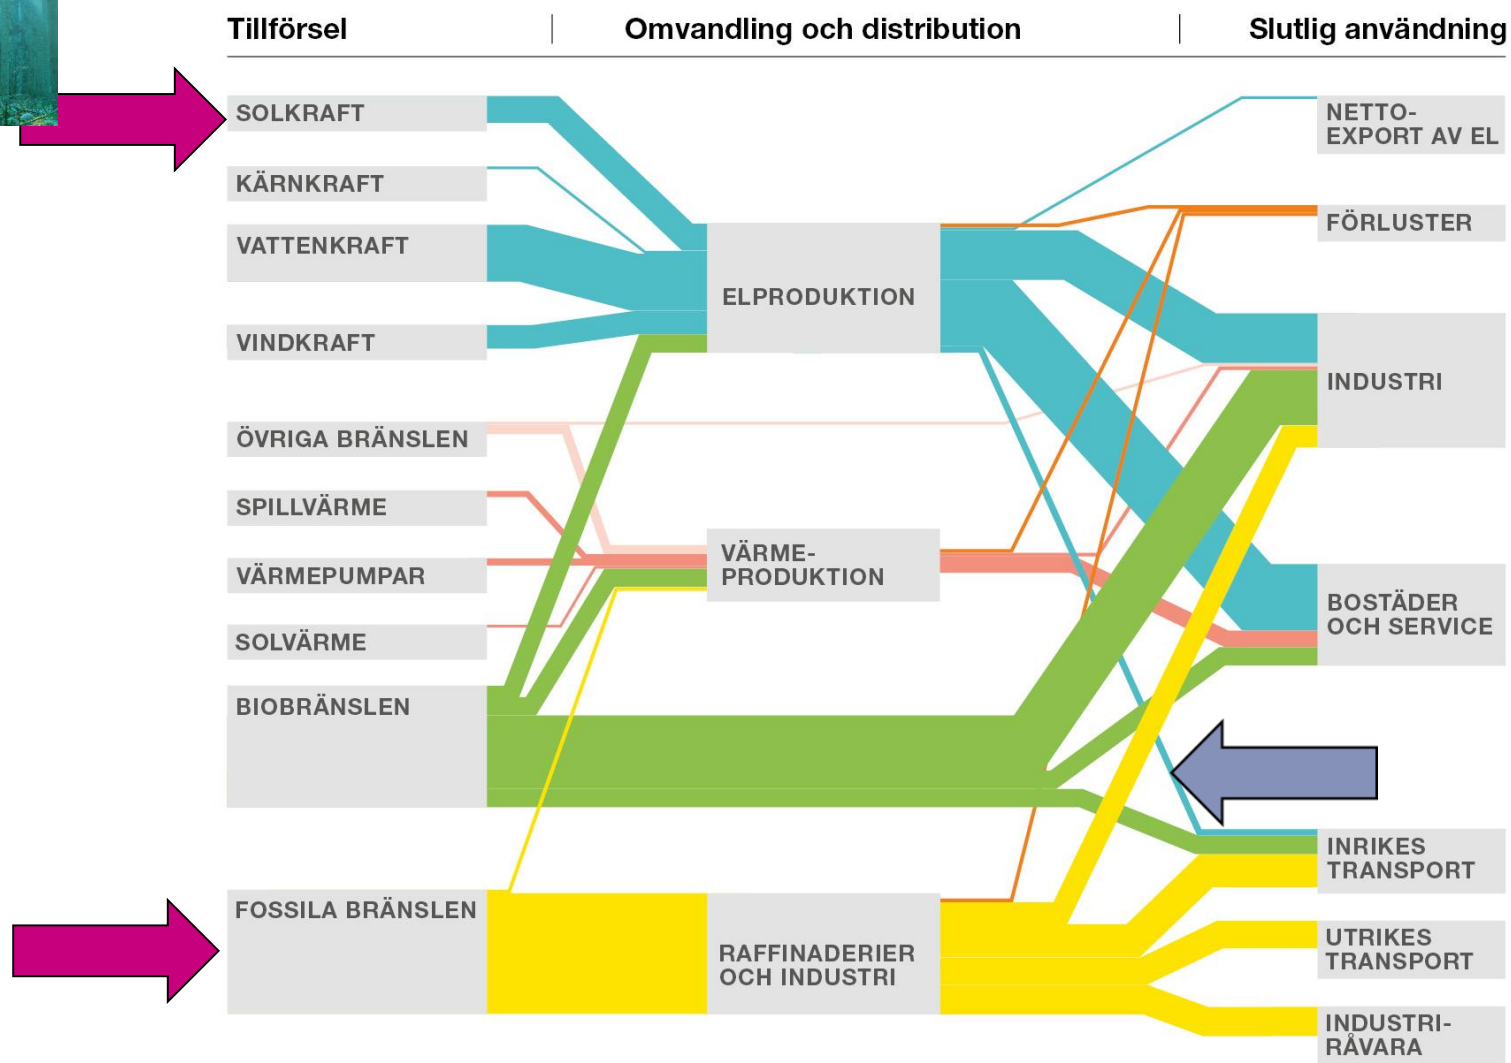 Tillförsel
Omvandling och distribution
Slutlig användning
SOLKRAFT
KÄRNKRAFT
VATTENKRAFT
VINDKRAFT
ÖVRIGA BRÄNSLEN
SPILLVÄRME
VÄRMEPUMPAR
SOLVÄRME
BIOBRÄNSLEN
FOSSILA BRÄNSLEN
ELPRODUKTION
VÄRME-
PRODUKTION
RAFFINADERIER
OCH INDUSTRI
NETTO-
EXPORT AV EL
FÖRLUSTER
INDUSTRI
BOSTÄDER
OCH SERVICE
INRIKES
TRANSPORT
UTRIKES
TRANSPORT
INDUSTRI-
RÅVARA